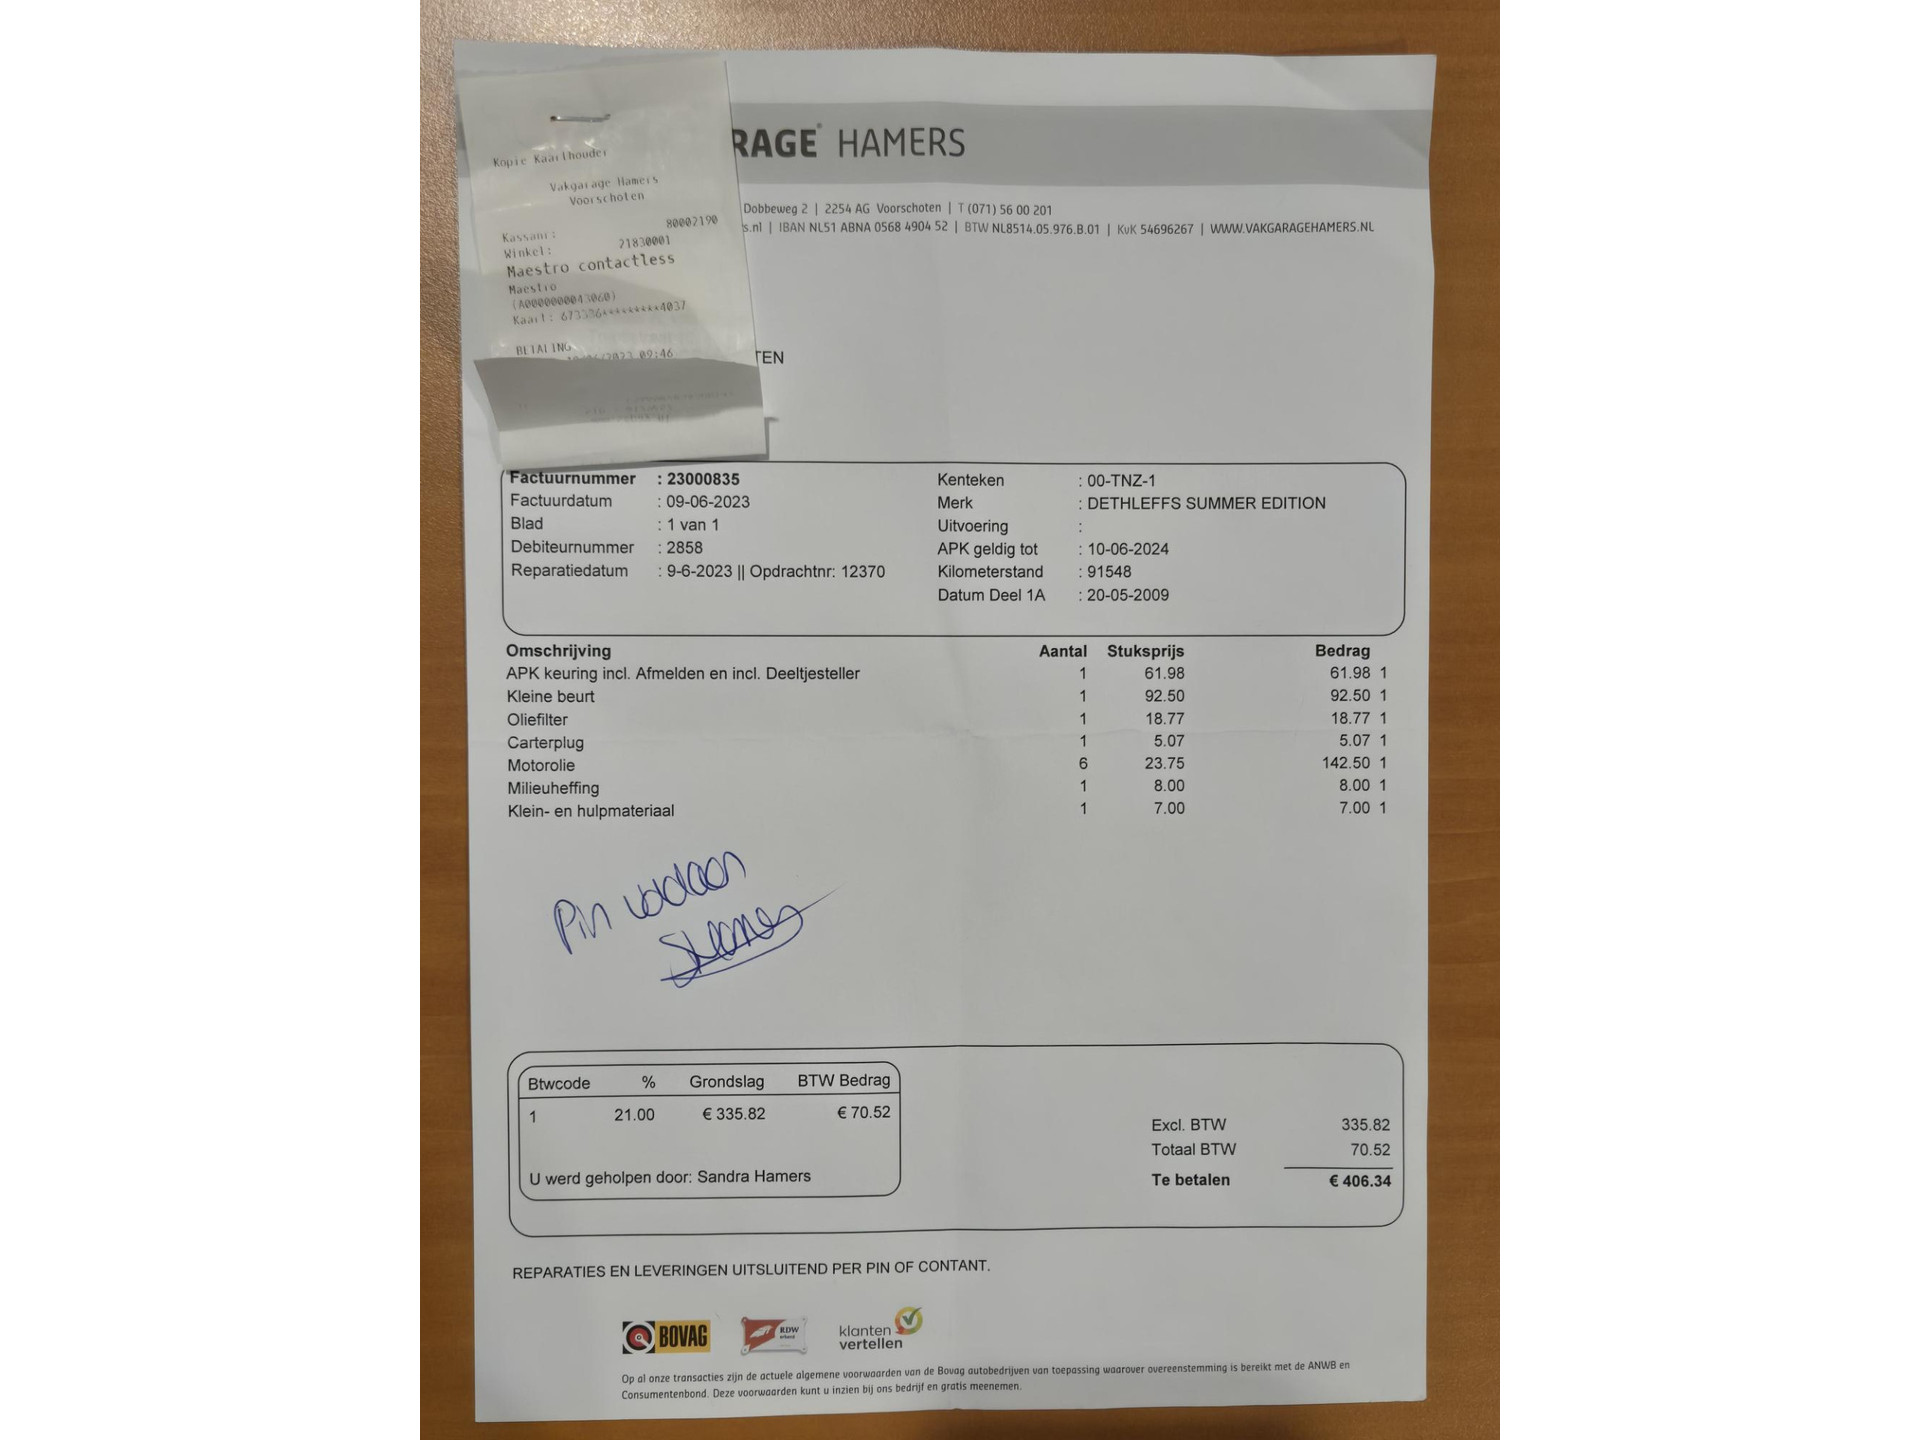 RAGE® HAMERS
Kopie Kaarthouder
Vakgarage Hamers
Voorschoten
Kassanr: 80002190
Winkel: 21830001
Maestro contactless
Maestro
(A0000000043060)
Kaart: 673336*********4037
BETALING
2023 09:46
Dobbeweg 2 | 2254 AG Voorschoten | T (071) 56 00 201
s.nl | IBAN NL51 ABNA 0568 4904 52 | BTW NL8514.05.976.B.01 | KvK 54696267 | WWW.VAKGARAGEHAMERS.NL
TEN
Factuurnummer : 23000835
Factuurdatum : 09-06-2023
Blad : 1 van 1
Debiteurnummer : 2858
Reparatiedatum : 9-6-2023 || Opdrachtnr: 12370
Kenteken : 00-TNZ-1
Merk : DETHLEFFS SUMMER EDITION
Uitvoering :
APK geldig tot : 10-06-2024
Kilometerstand : 91548
Datum Deel 1A : 20-05-2009
Omschrijving Aantal Stuksprijs Bedrag
APK keuring incl. Afmelden en incl. Deeltjesteller 1 61.98 61.98 1
Kleine beurt 1 92.50 92.50 1
Oliefilter 1 18.77 18.77 1
Carterplug 1 5.07 5.07 1
Motorolie 6 23.75 142.50 1
Milieuheffing 1 8.00 8.00 1
Klein- en hulpmateriaal 1 7.00 7.00 1
Pin voldaan
SHamers
Btwcode % Grondslag BTW Bedrag
1 21.00 € 335.82 € 70.52
U werd geholpen door: Sandra Hamers
Excl. BTW 335.82
Totaal BTW 70.52
Te betalen € 406.34
REPARATIES EN LEVERINGEN UITSLUITEND PER PIN OF CONTANT.
BOVAG
RDW
erkend
klanten
vertellen
Op al onze transacties zijn de actuele algemene voorwaarden van de Bovag autobedrijven van toepassing waarover overeenstemming is bereikt met de ANWB en
Consumentenbond. Deze voorwaarden kunt u inzien bij ons bedrijf en gratis meenemen.